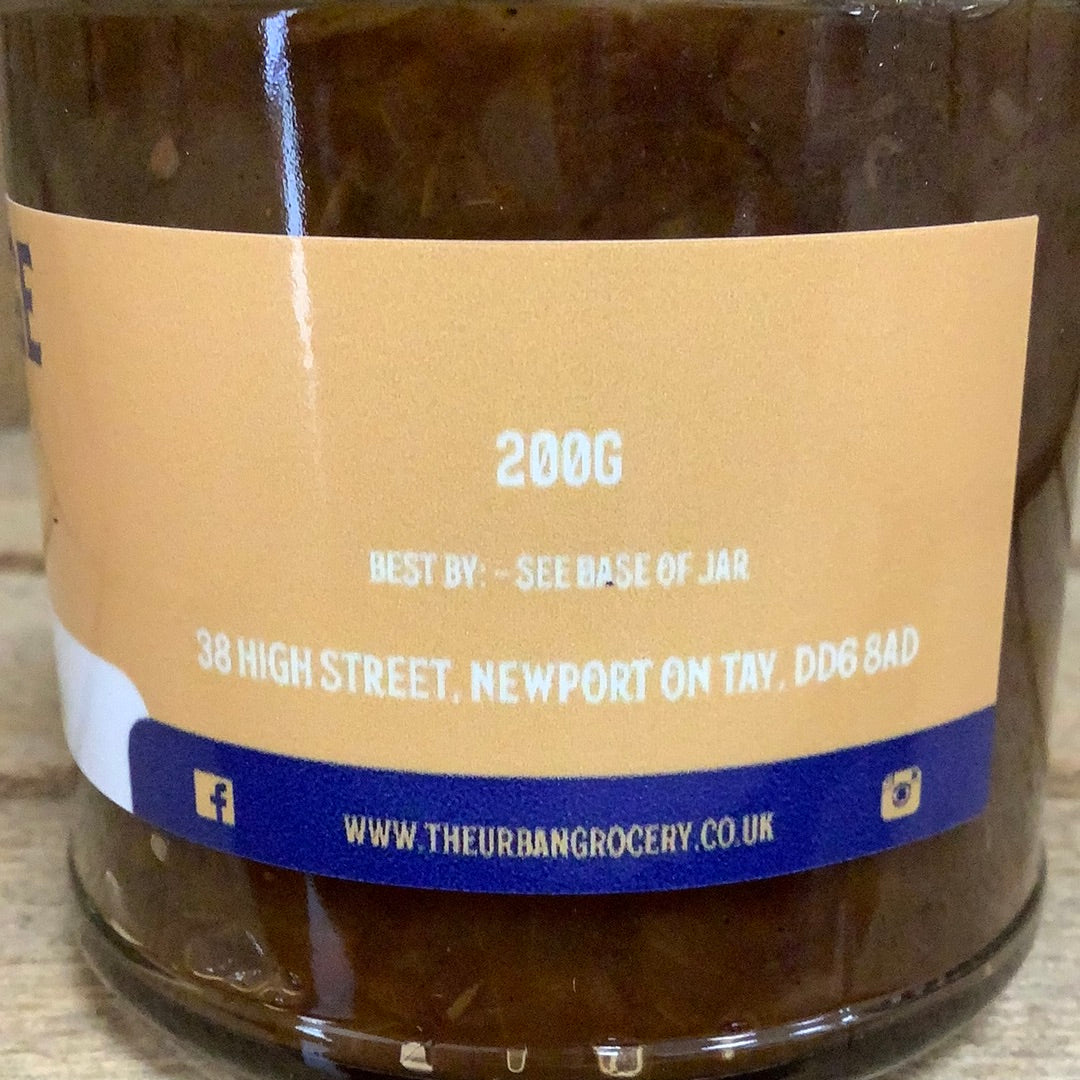 200G
BEST BY: - SEE BASE OF JAR
38 HIGH STREET, NEWPORT ON TAY, DD6 8AD
WWW.THEURBANGROCERY.CO.UK